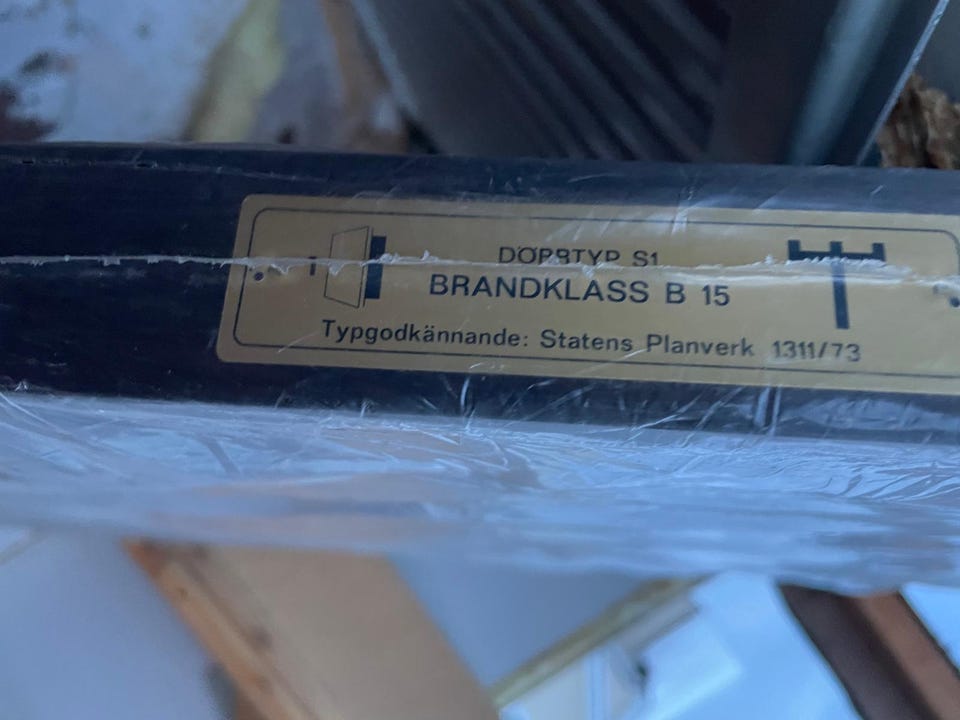 DÖRRTYP S1
BRANDKLASS B 15
Typgodkännande: Statens Planverk 1311/73